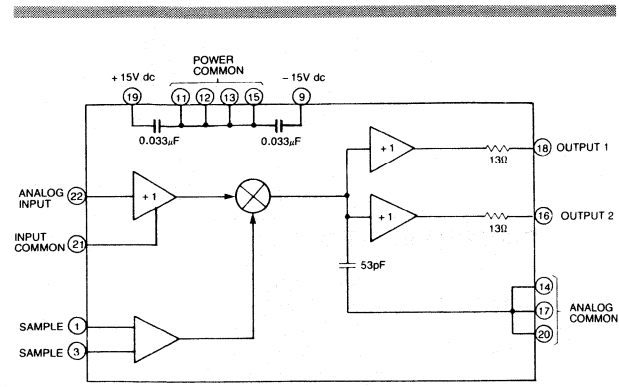 POWER
COMMON
+ 15V dc
− 15V dc
19 11 12 13 15 9
0.033μF 0.033μF
+ 1
13Ω
18 OUTPUT 1
ANALOG
INPUT
22
+ 1
+ 1
13Ω
16 OUTPUT 2
INPUT
COMMON
21
53pF
14
17
20
ANALOG
COMMON
SAMPLE 1
SAMPLE 3